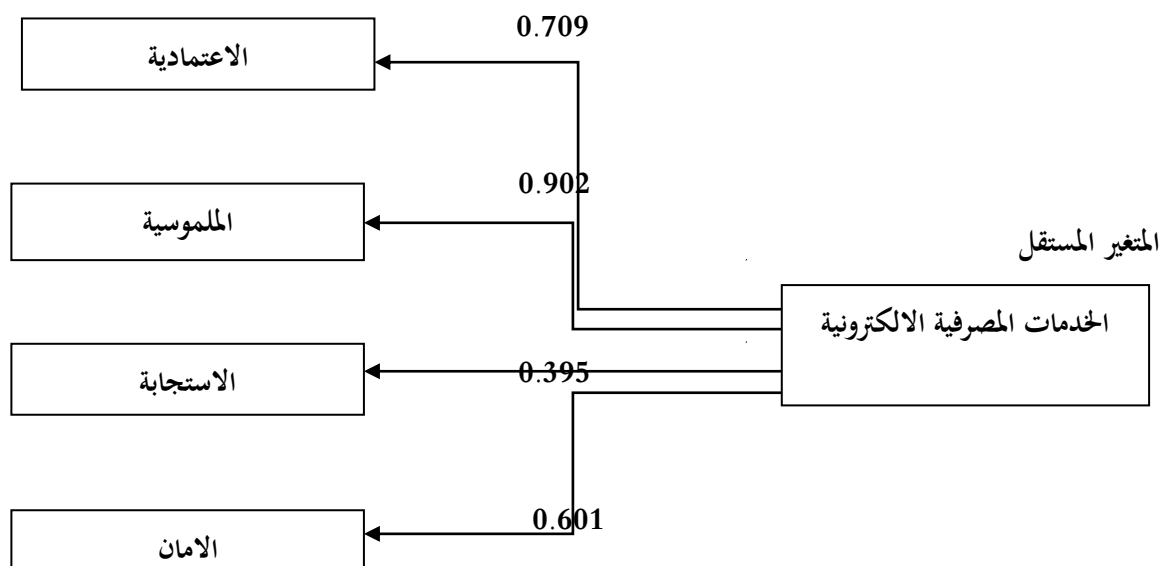 0.709
الاعتمادية
0.902
الملموسية
المتغير المستقل
الخدمات المصرفية الالكترونية
0.395
الاستجابة
0.601
الامان